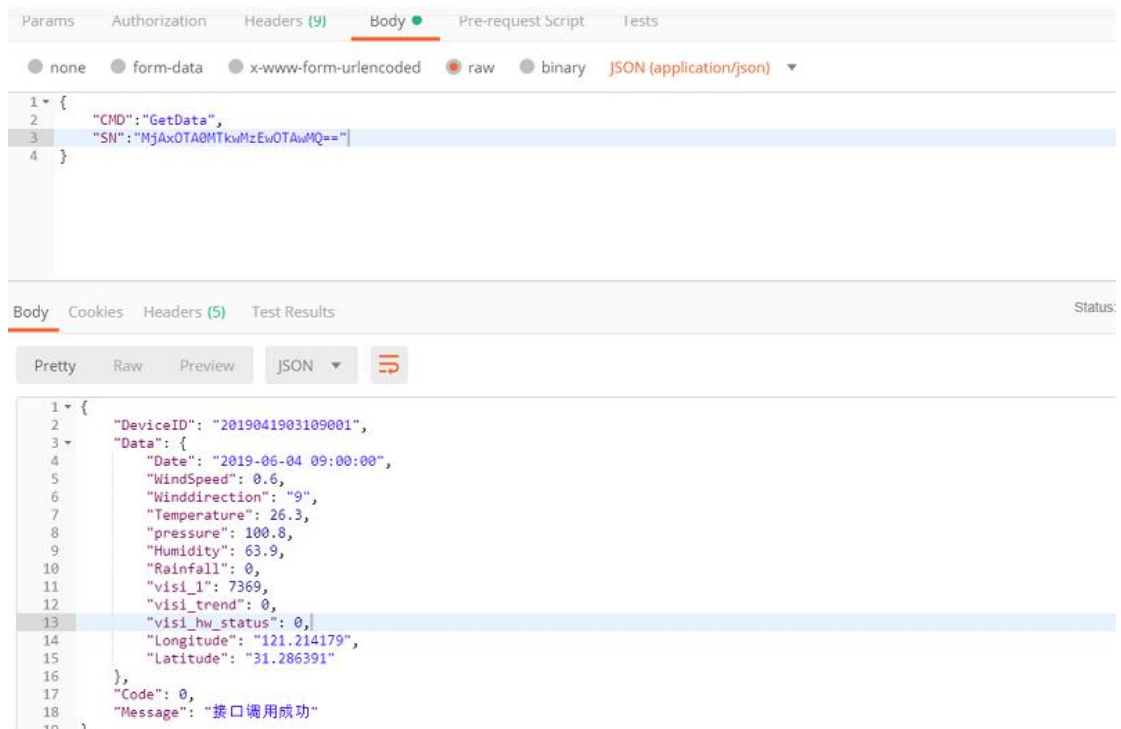 Params Authorization Headers (9) Body Pre-request Script Tests
none form-data x-www-form-urlencoded raw binary JSON (application/json)
1 {
2 "CMD":"GetData",
3 "SN":"MjAxOTA0MTkwMzEwOTAwMQ=="
4 }
Body Cookies Headers (5) Test Results Status:
Pretty Raw Preview JSON
1 {
2 "DeviceID": "2019041903109001",
3 "Data": {
4 "Date": "2019-06-04 09:00:00",
5 "WindSpeed": 0.6,
6 "Winddirection": "9",
7 "Temperature": 26.3,
8 "pressure": 100.8,
9 "Humidity": 63.9,
10 "Rainfall": 0,
11 "visi_1": 7369,
12 "visi_trend": 0,
13 "visi_hw_status": 0,
14 "Longitude": "121.214179",
15 "Latitude": "31.286391"
16 },
17 "Code": 0,
18 "Message": "接口调用成功"
19 }